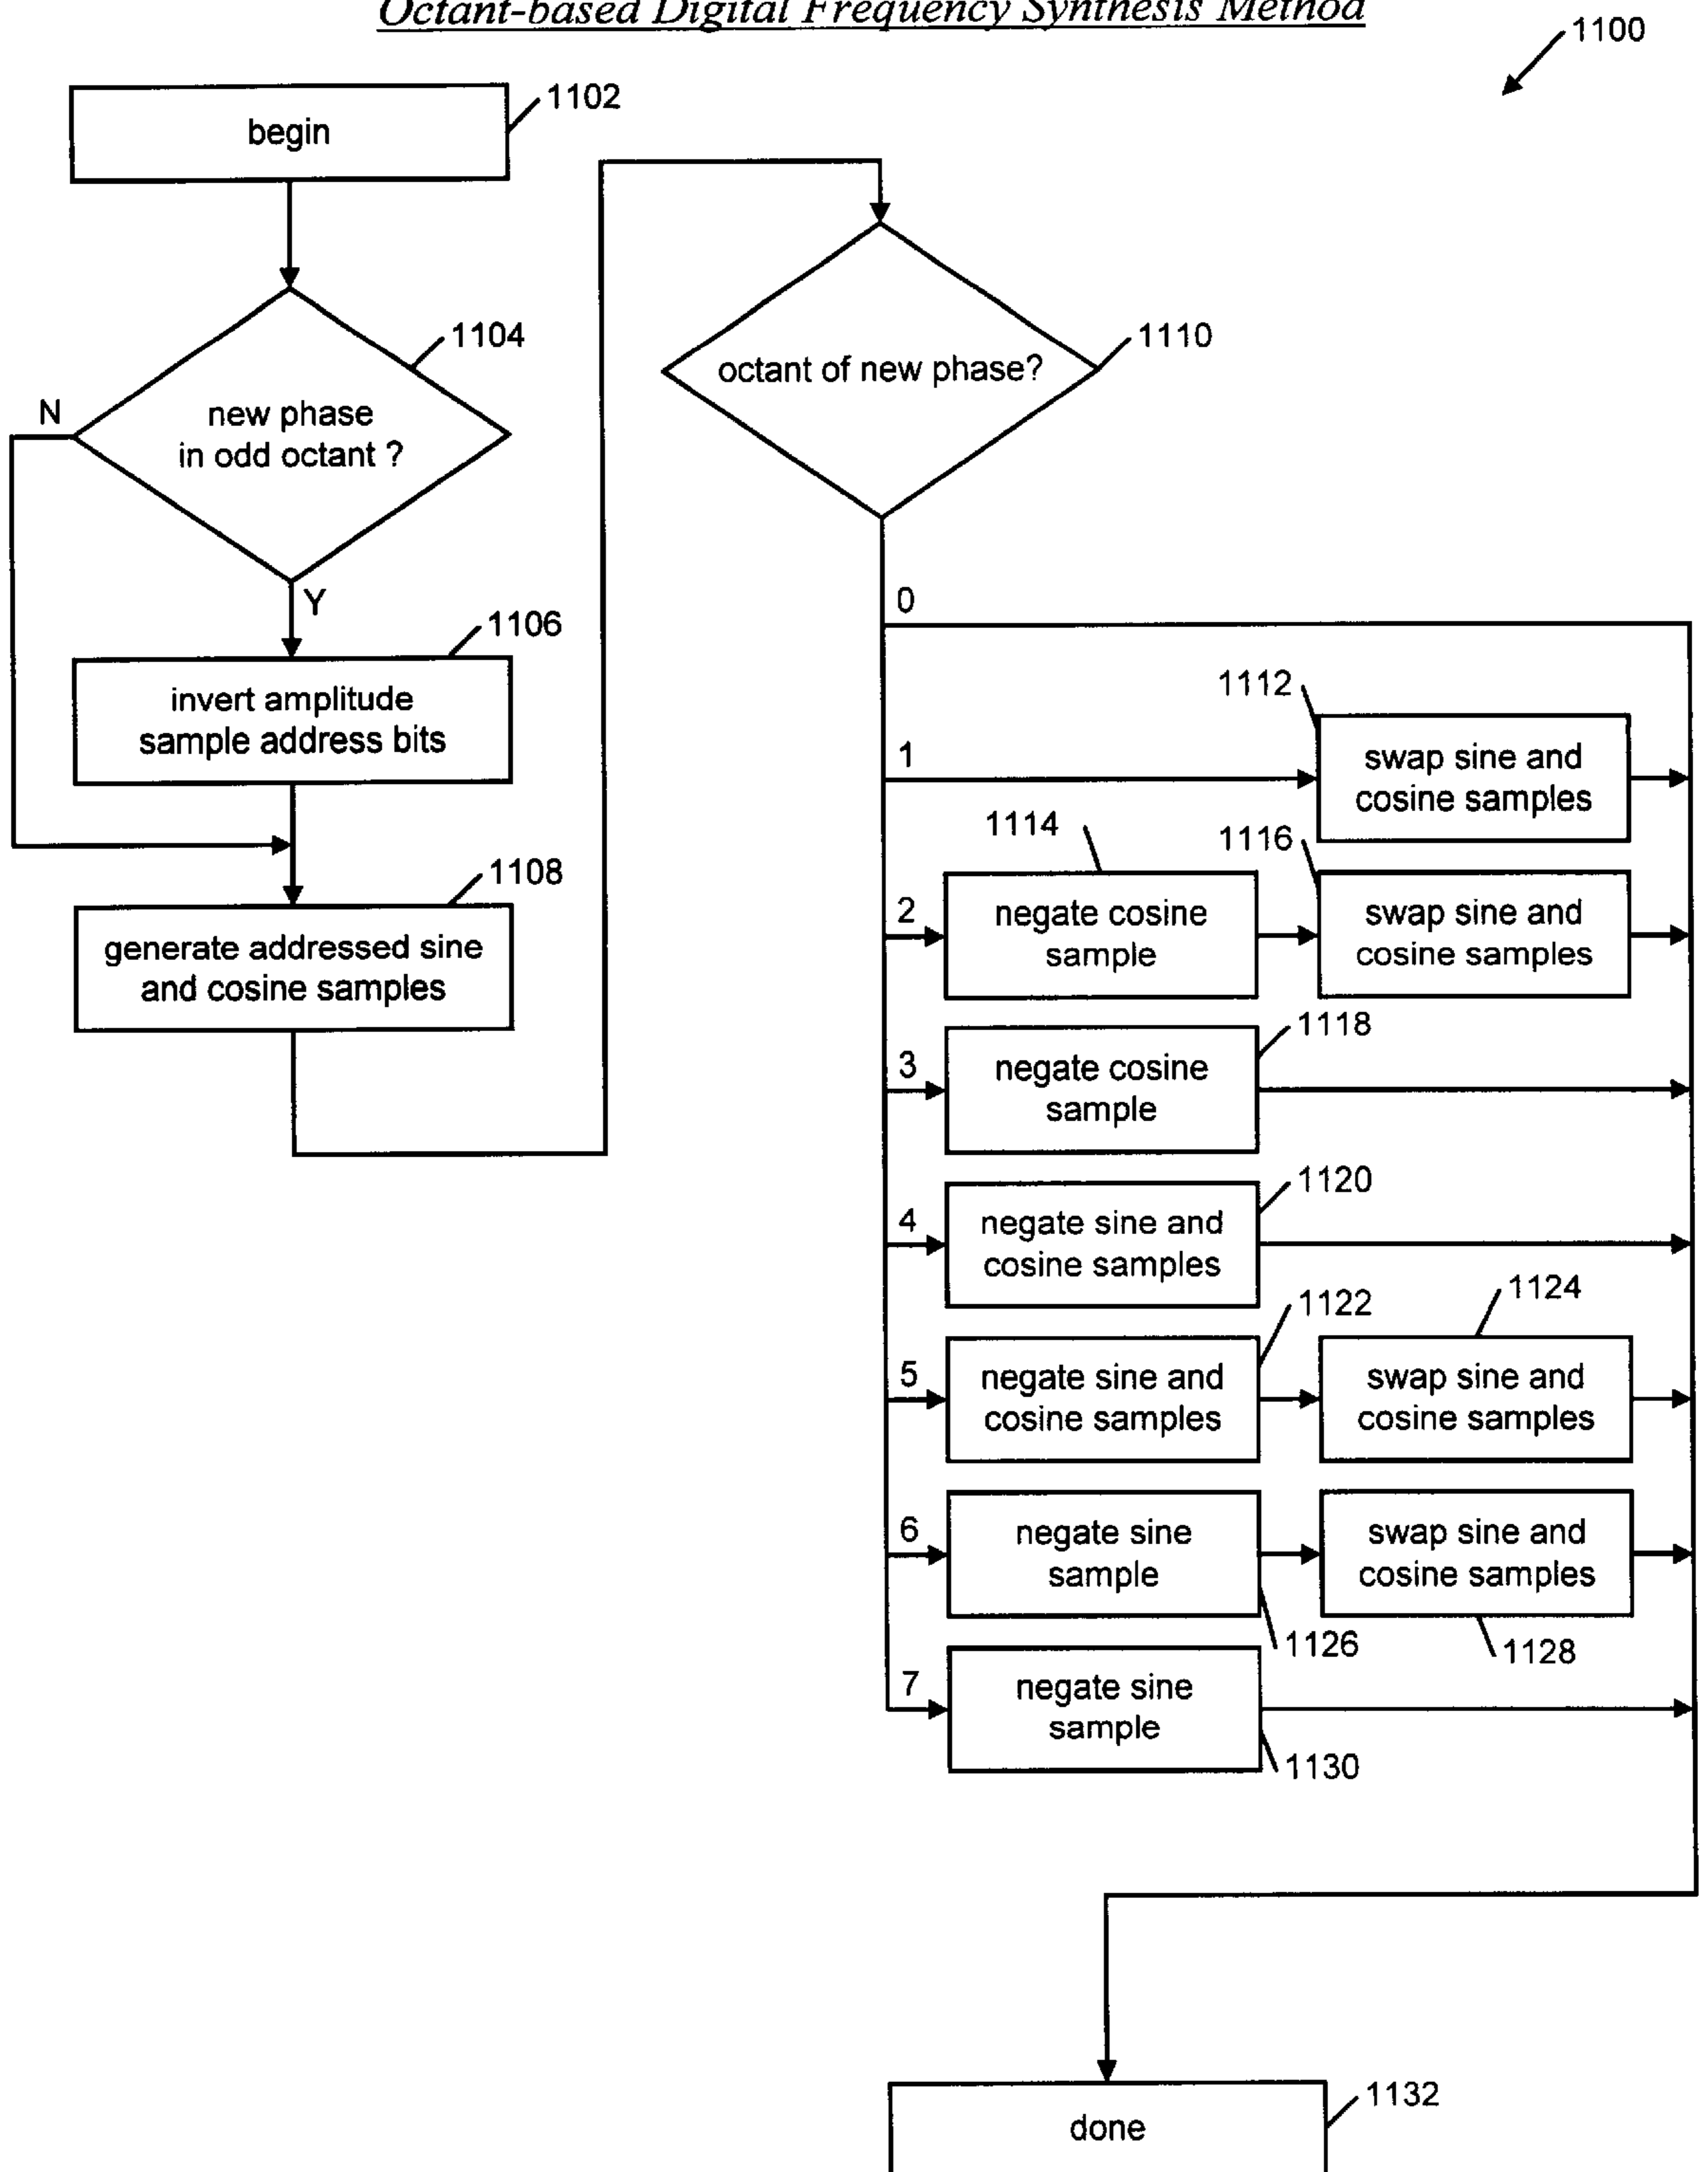 Octant-based Digital Frequency Synthesis Method
1100
begin
1102
1104
new phase
in odd octant ?
N
Y
1106
invert amplitude
sample address bits
1108
generate addressed sine
and cosine samples
octant of new phase?
1110
0
1
1112
swap sine and
cosine samples
2
1114
negate cosine
sample
1116
swap sine and
cosine samples
3
negate cosine
sample
1118
4
negate sine and
cosine samples
1120
5
negate sine and
cosine samples
1122
swap sine and
cosine samples
1124
6
negate sine
sample
1126
swap sine and
cosine samples
1128
7
negate sine
sample
1130
done
1132